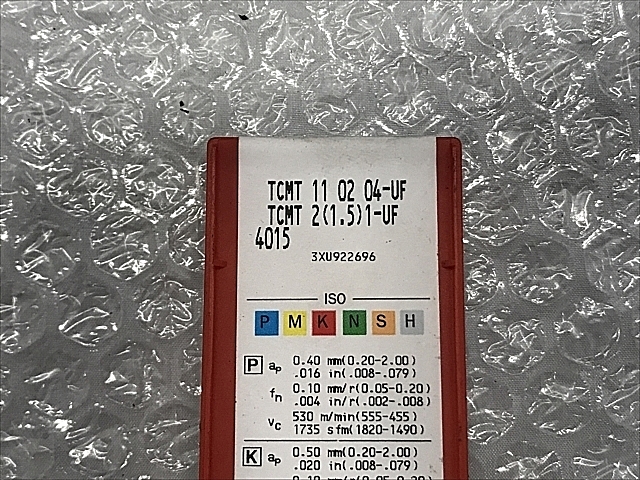 TCMT 11 02 04-UF
TCMT 2(1.5)1-UF
4015
3XU922696
ISO
P M K N S H
P ap 0.40 mm(0.20-2.00)
.016 in(.008-.079)
fn 0.10 mm/r(0.05-0.20)
.004 in/r(.002-.008)
vc 530 m/min(555-455)
1735 sfm(1820-1490)
K ap 0.50 mm(0.20-2.00)
.020 in(.008-.079)